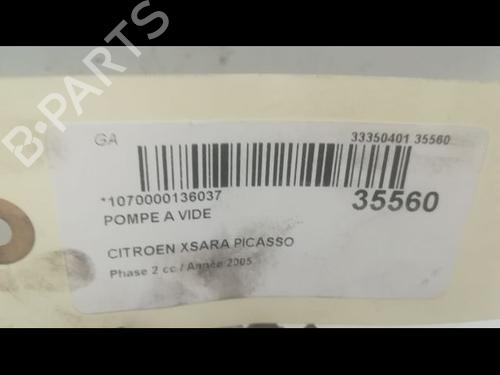 B-PARTS
GA
33350401 35560
*1070000136037
35560
POMPE A VIDE
CITROEN XSARA PICASSO
Phase 2 cc / Année 2005